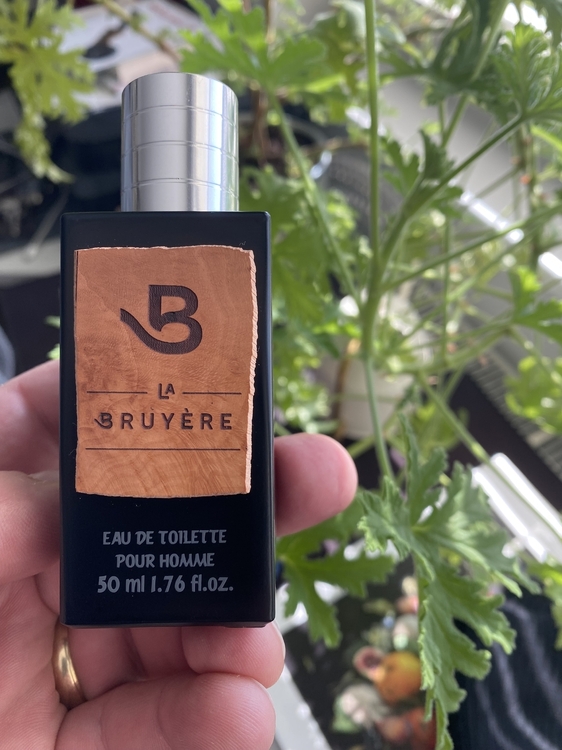 B
LA
BRUYÈRE
EAU DE TOILETTE
POUR HOMME
50 ml 1.76 fl.oz.